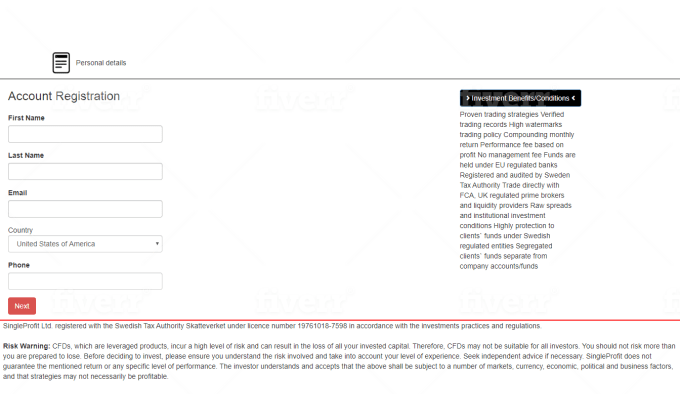 Personal details
Account Registration
First Name
Last Name
Email
Country
United States of America
Phone
Next
Investment Benefits/Conditions
Proven trading strategies Verified
trading records High watermarks
trading policy Compounding monthly
return Performance fee based on
profit No management fee Funds are
held under EU regulated banks
Registered and audited by Sweden
Tax Authority Trade directly with
FCA, UK regulated prime brokers
and liquidity providers Raw spreads
and institutional investment
conditions Highly protection to
clients` funds under Swedish
regulated entities Segregated
clients` funds separate from
company accounts/funds
SingleProfit Ltd. registered with the Swedish Tax Authority Skatteverket under licence number 19761018-7598 in accordance with the investments practices and regulations.
Risk Warning: CFDs, which are leveraged products, incur a high level of risk and can result in the loss of all your invested capital. Therefore, CFDs may not be suitable for all investors. You should not risk more than
you are prepared to lose. Before deciding to invest, please ensure you understand the risk involved and take into account your level of experience. Seek independent advice if necessary. SingleProfit does not
guarantee the mentioned return or any specific level of performance. The investor understands and accepts that the above shall be subject to a number of markets, currency, economic, political and business factors,
and that strategies may not necessarily be profitable.